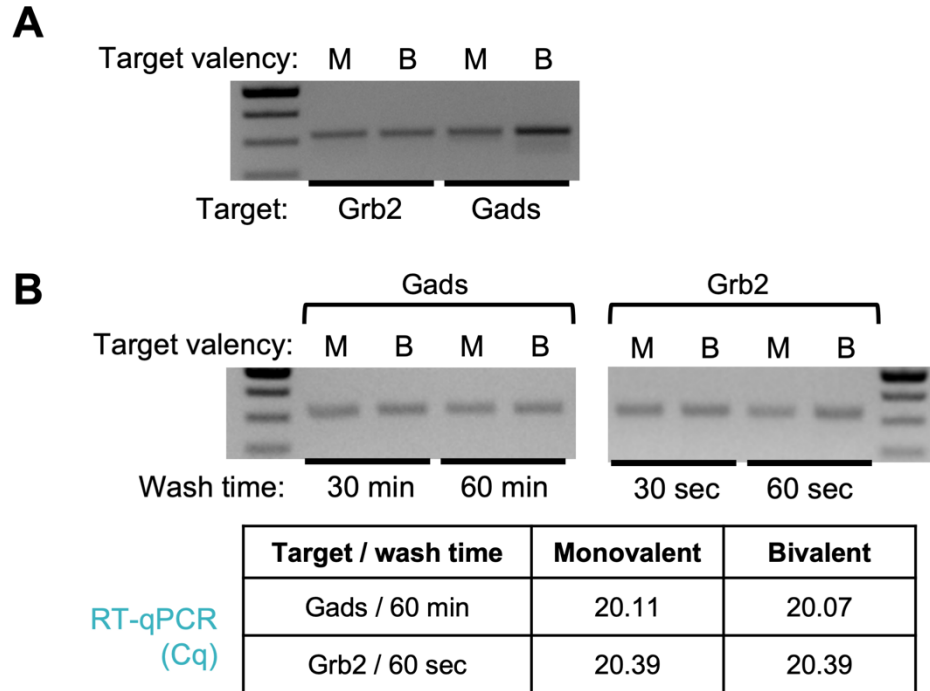 A
Target valency: M B M B
Target: Grb2 Gads
B
Gads Grb2
Target valency: M B M B M B M B
Wash time: 30 min 60 min 30 sec 60 sec
RT-qPCR
(Cq)
Target / wash time Monovalent Bivalent
Gads / 60 min 20.11 20.07
Grb2 / 60 sec 20.39 20.39